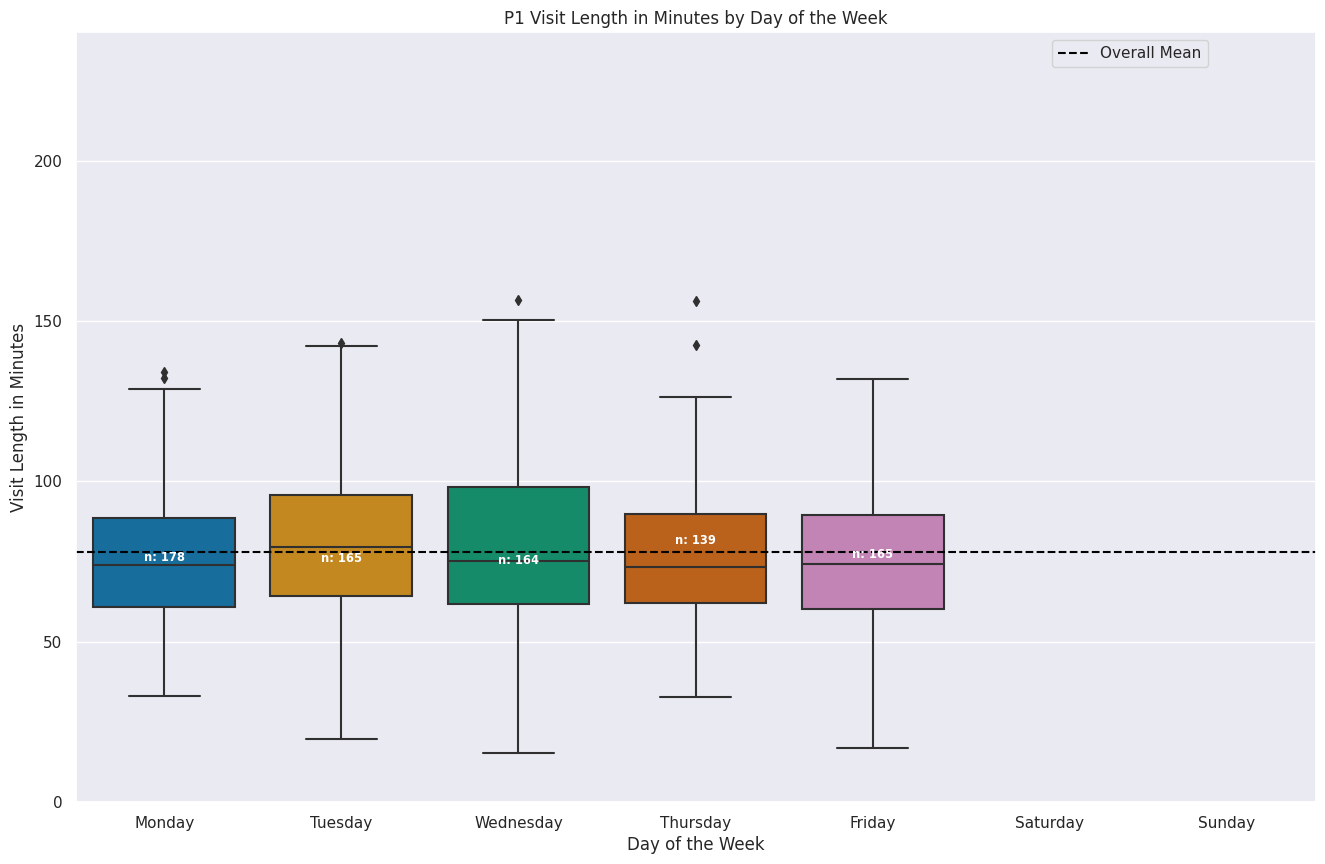 P1 Visit Length in Minutes by Day of the Week
Overall Mean
Visit Length in Minutes
200
150
100
50
0
n: 178
n: 165
n: 164
n: 139
n: 165
Monday Tuesday Wednesday Thursday Friday Saturday Sunday
Day of the Week